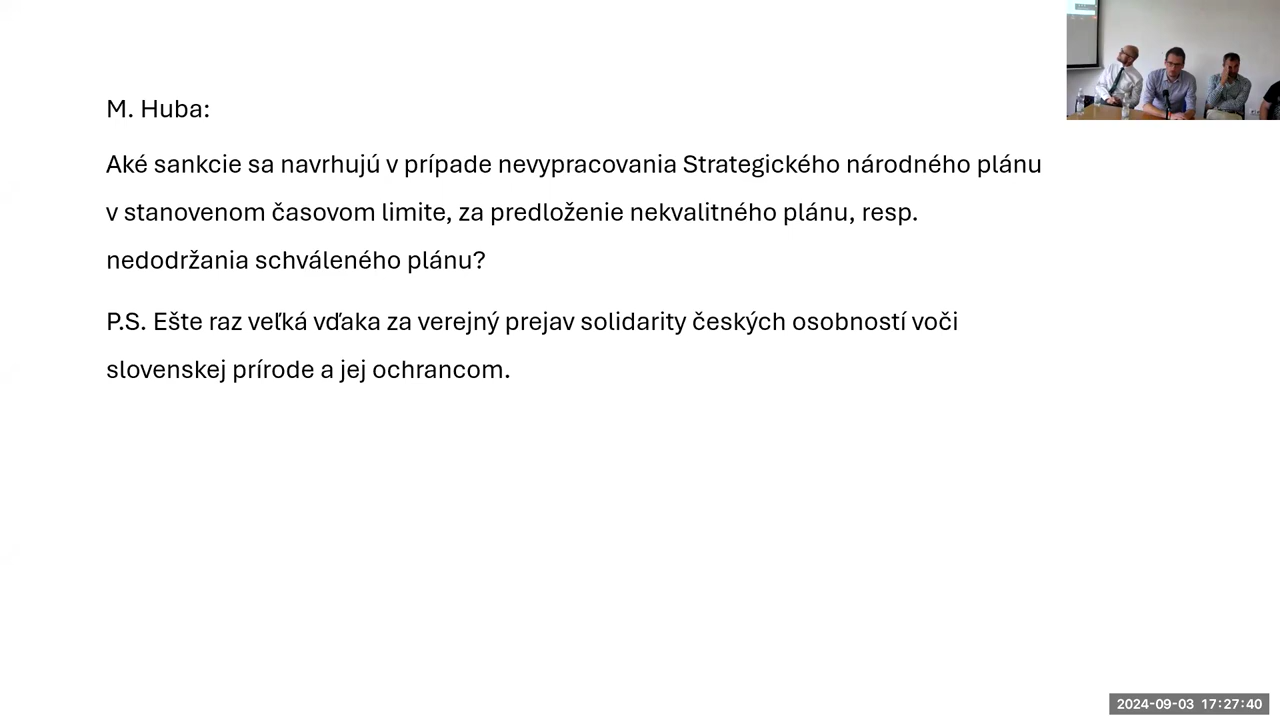 M. Huba:
Aké sankcie sa navrhujú v prípade nevypracovania Strategického národného plánu
v stanovenom časovom limite, za predloženie nekvalitného plánu, resp.
nedodržania schváleného plánu?
P.S. Ešte raz veľká vďaka za verejný prejav solidarity českých osobností voči
slovenskej prírode a jej ochrancom.
2024-09-03 17:27:40